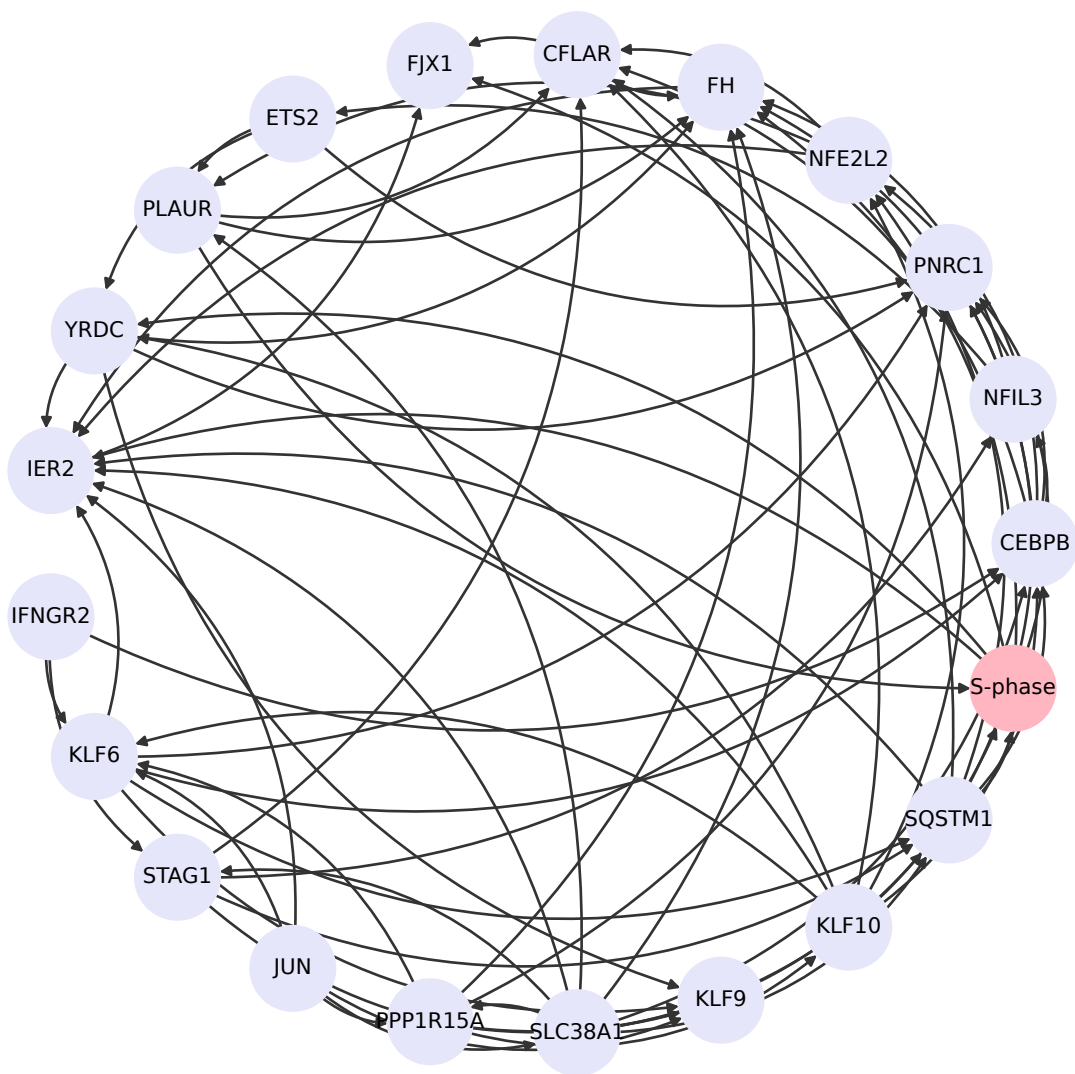 CFLAR
FJX1
FH
ETS2
NFE2L2
PLAUR
PNRC1
YRDC
NFIL3
IER2
CEBPB
IFNGR2
S-phase
KLF6
SQSTM1
STAG1
KLF10
JUN
KLF9
PPP1R15A
SLC38A1